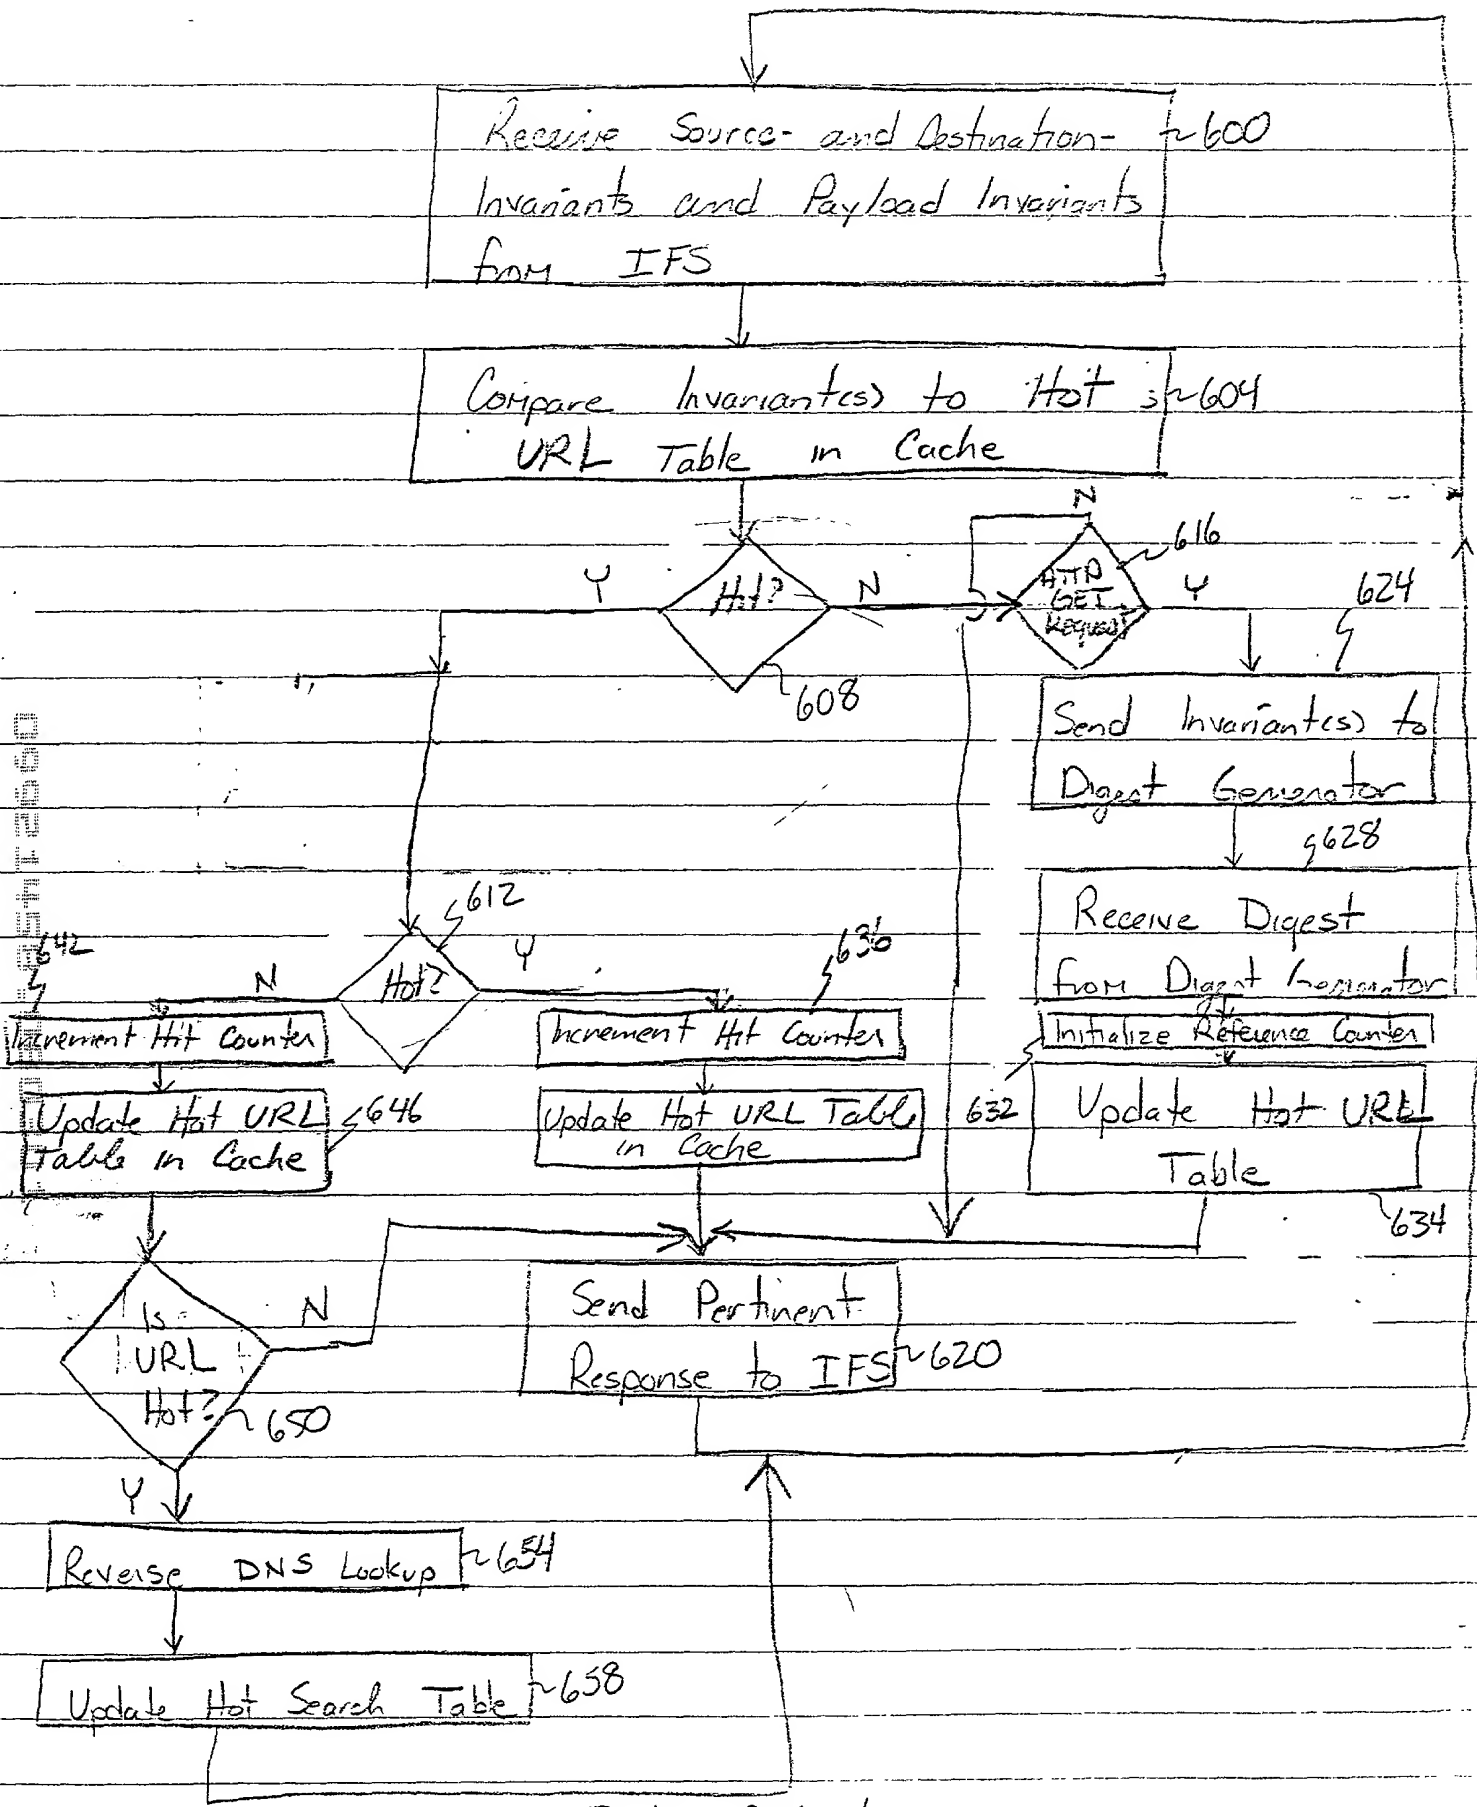 Receive Source- and Destination- 600
Invariants and Payload Invariants
from IFS
Compare Invariant(s) to Hot 604
URL Table in Cache
N
616
Y
Hot?
N
HTTP
GET
Request
Y
624
608
Send Invariant(s) to
Digest Generator
628
612
Receive Digest
from Digest Generator
642
N
Hot?
Y
636
Increment Hit Counter
Increment Hit Counter
Initialize Reference Counter
Update Hot URL
Table in Cache
646
Update Hot URL Table
in Cache
632
Update Hot URL
Table
634
Is
URL
Hot?
N
650
Send Pertinent
Response to IFS
620
Y
Reverse DNS Lookup 654
Update Hot Search Table 658